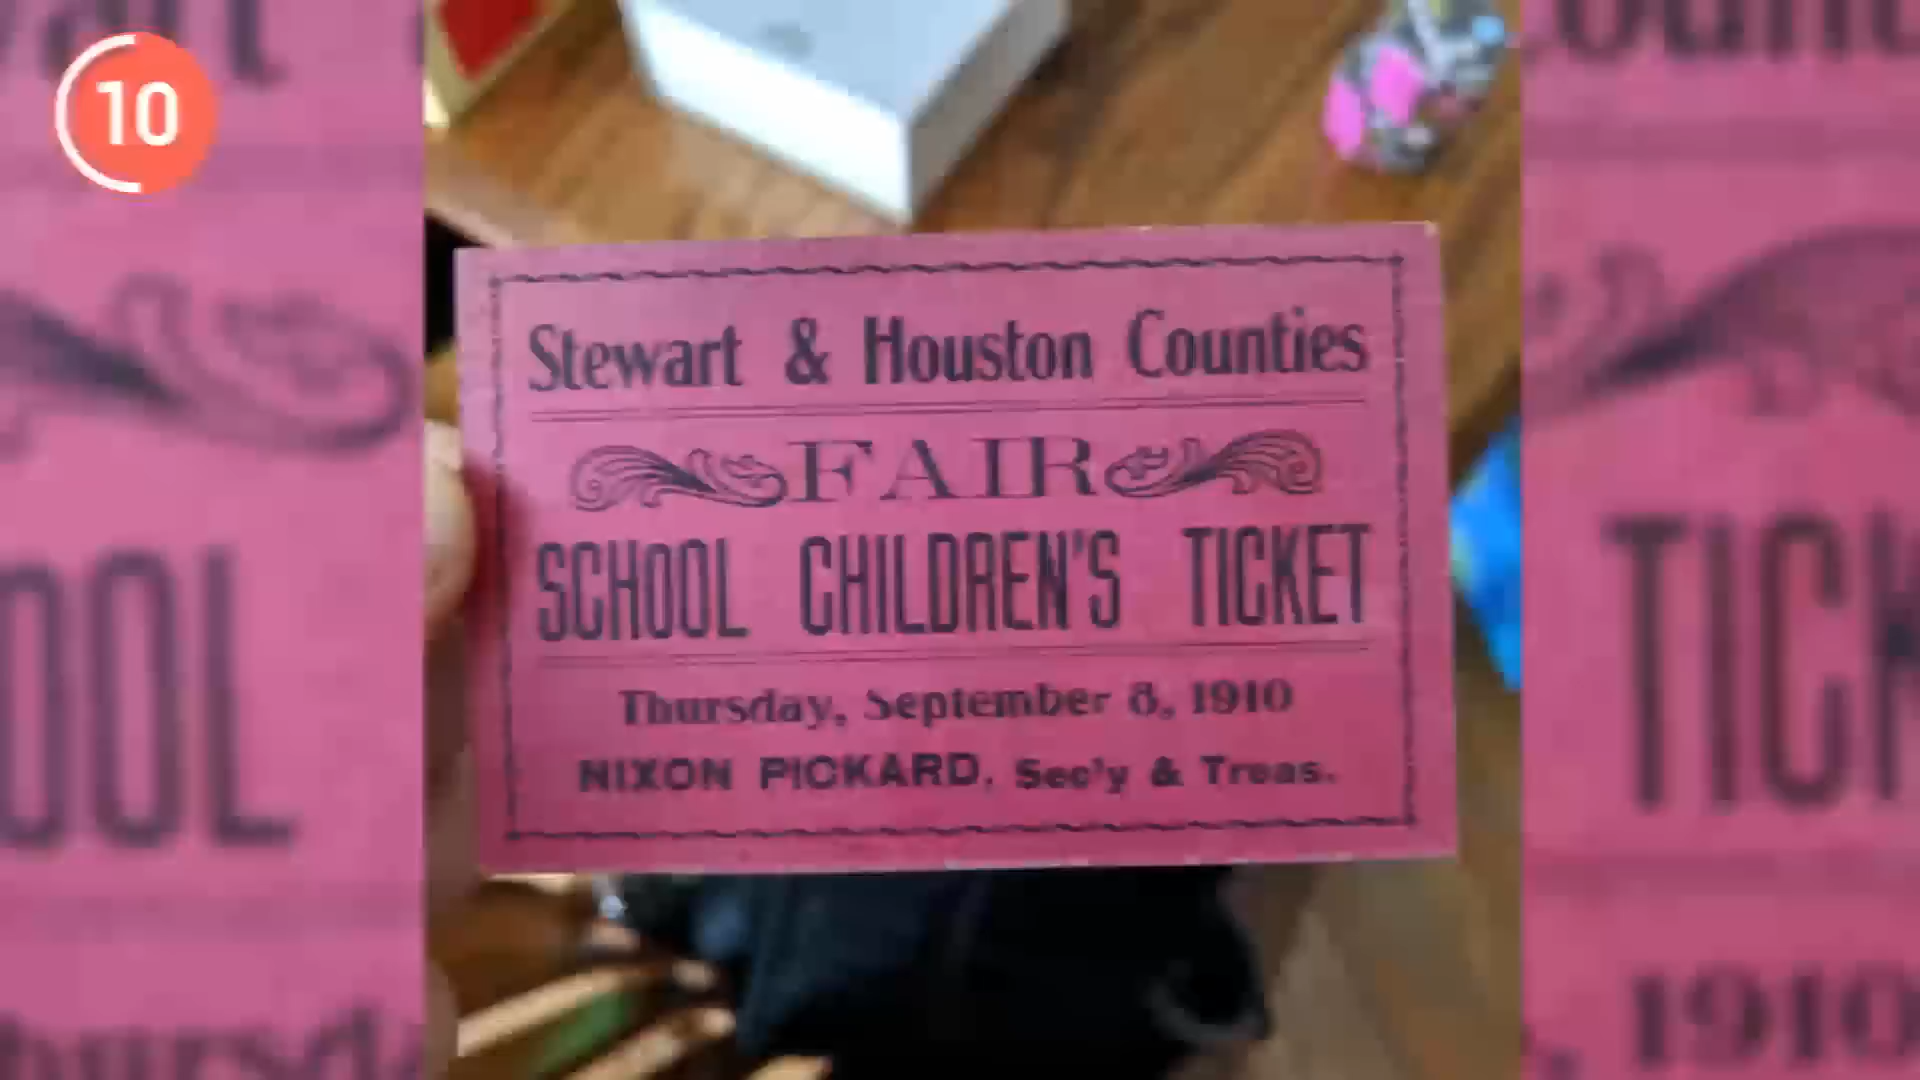 10
Stewart & Houston Counties
FAIR
SCHOOL CHILDREN'S TICKET
Thursday, September 8, 1910
NIXON PICKARD, Sec'y & Treas.